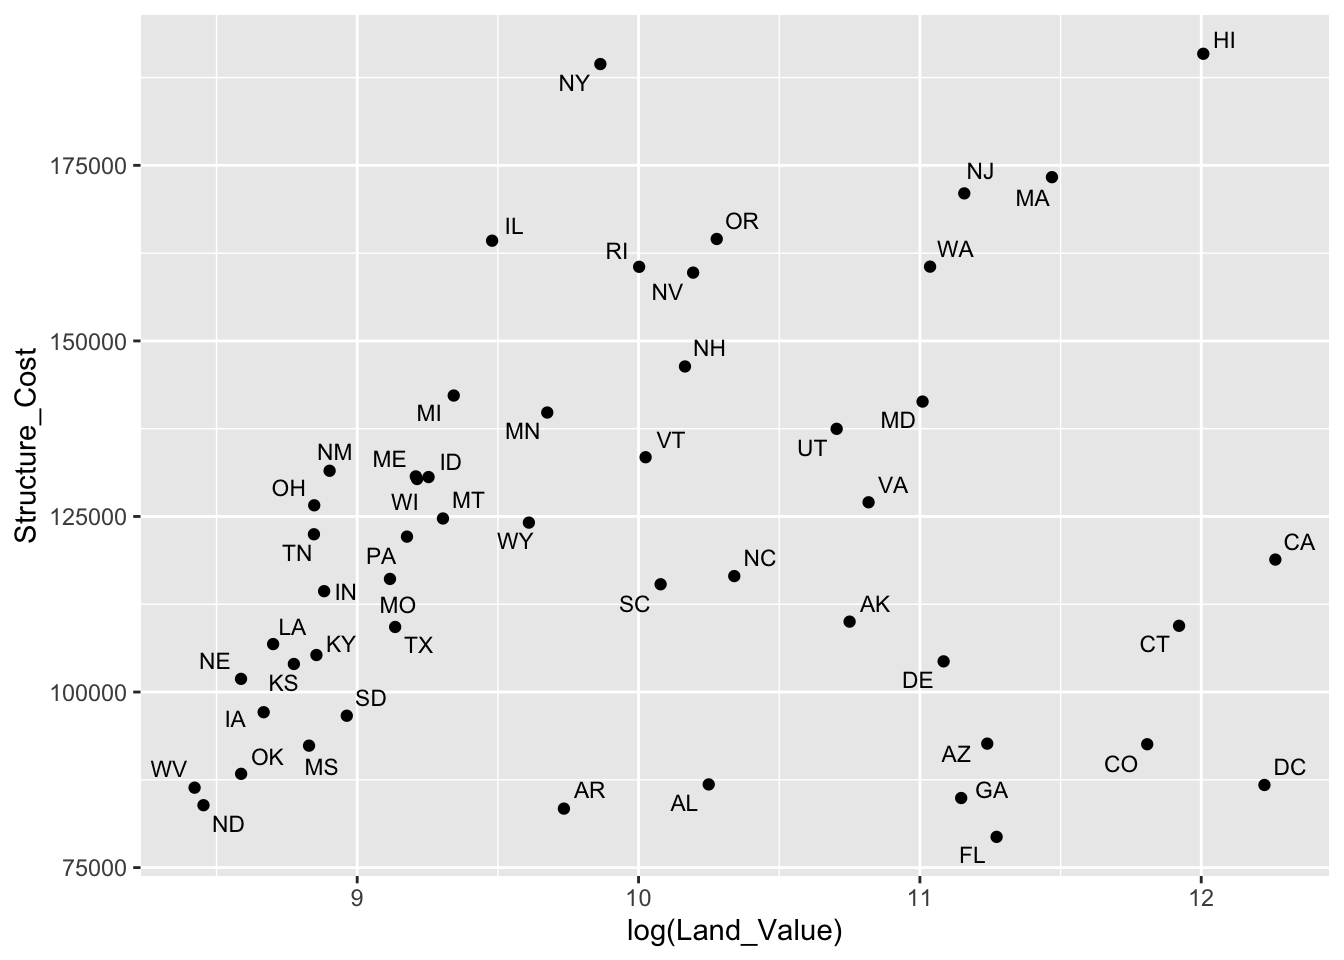 HI
NY
175000
NJ
MA
IL
OR
RI
WA
NV
150000
NH
MI
MN
MD
VT
UT
NM
ME
ID
OH
VA
WI
MT
125000
WY
TN
PA
NC
CA
IN
MO
SC
AK
LA
KY
TX
CT
NE
KS
DE
100000
SD
IA
OK
MS
AZ
CO
WV
DC
AR
AL
GA
ND
FL
75000
9
10
11
12
log(Land_Value)
Structure_Cost